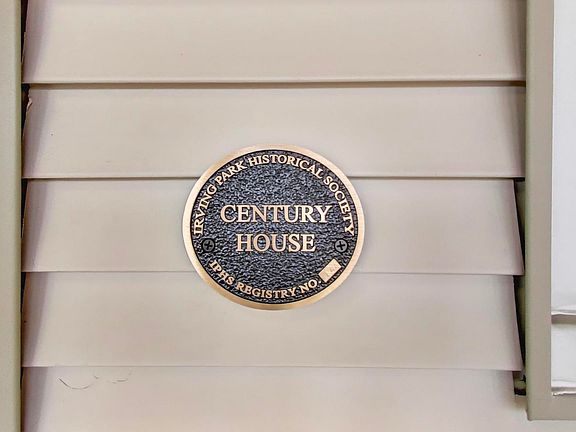 IRVING PARK HISTORICAL SOCIETY
CENTURY
HOUSE
IPHS REGISTRY NO.